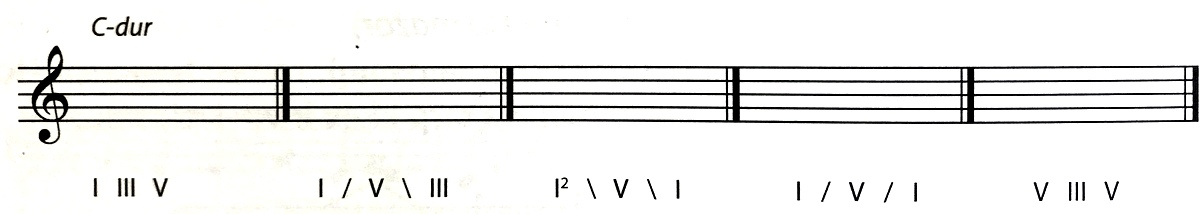 C-dur
I III V I / V \ III I² \ V \ I I / V / I V III V